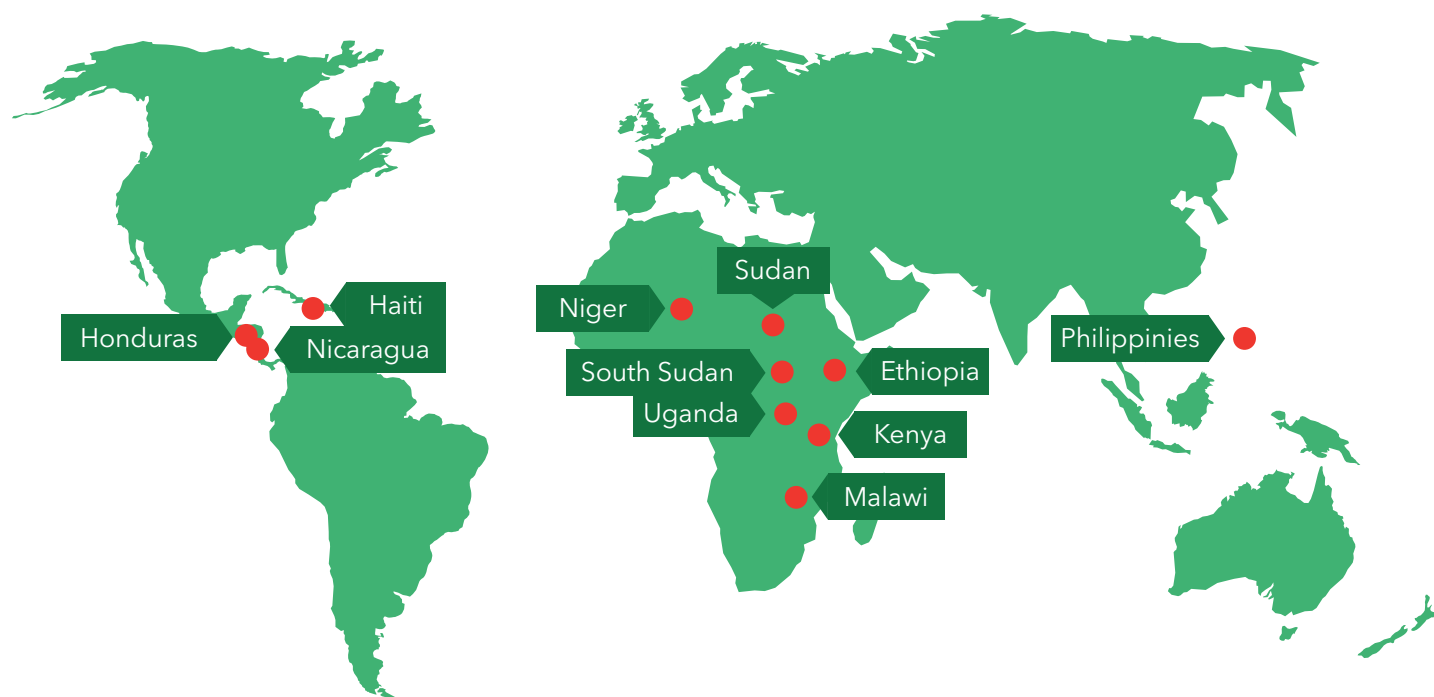 Sudan
Haiti
Niger
Honduras
Nicaragua
Philippinies
South Sudan
Ethiopia
Uganda
Kenya
Malawi